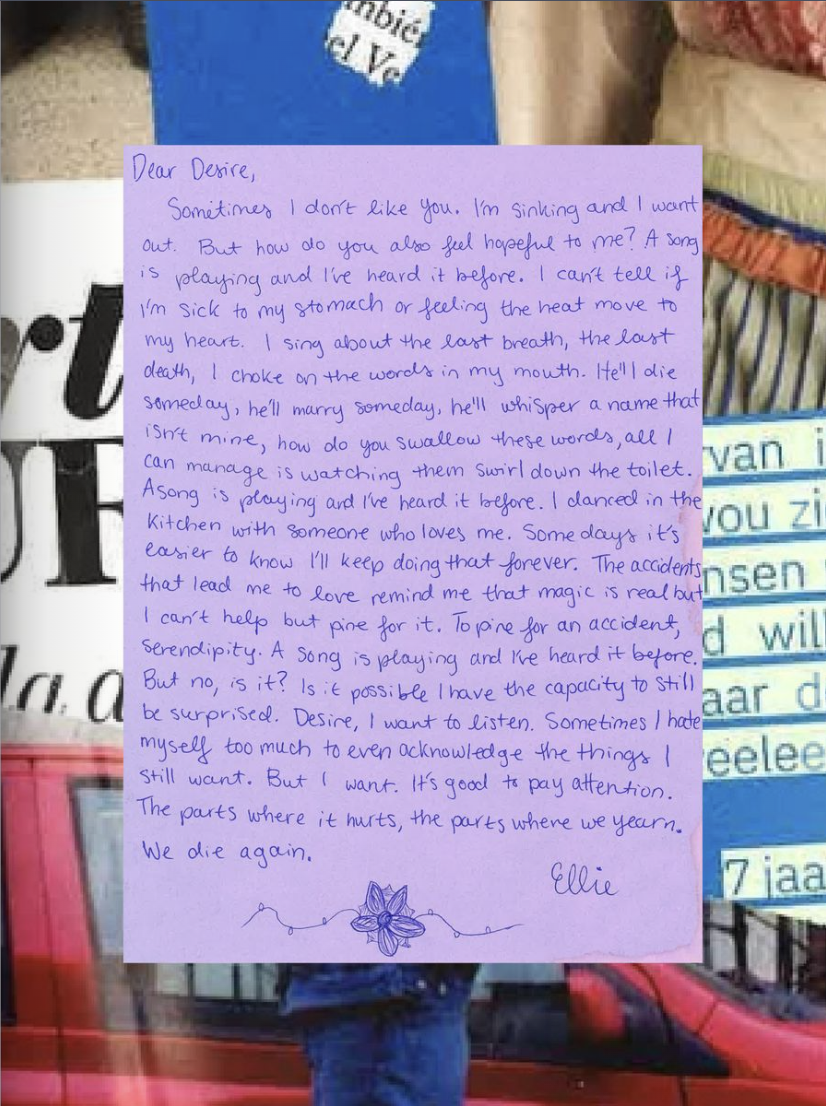 mbié
el Ve
Dear Desire,
Sometimes I don't like you. I'm sinking and I want
out. But how do you also feel hopeful to me? A song
is playing and I've heard it before. I can't tell if
I'm sick to my stomach or feeling the heat move to
my heart. I sing about the last breath, the last
death, I choke on the words in my mouth. He'll die
someday, he'll marry someday, he'll whisper a name that
isn't mine, how do you swallow these words, all I
can manage is watching them swirl down the toilet.
A song is playing and I've heard it before. I danced in the
kitchen with someone who loves me. Some days it's
easier to know I'll keep doing that forever. The accidents
that lead me to love remind me that magic is real but
I can't help but pine for it. To pine for an accident,
serendipity. A song is playing and I've heard it before.
But no, is it? Is it possible I have the capacity to still
be surprised. Desire, I want to listen. Sometimes I hate
myself too much to even acknowledge the things I
still want. But I want. It's good to pay attention.
The parts where it hurts, the parts where we yearn.
We die again.
Ellie
rt
UR
la a
rvan i
vou zi
nsen
d will
aar d
eelee
7 jaa